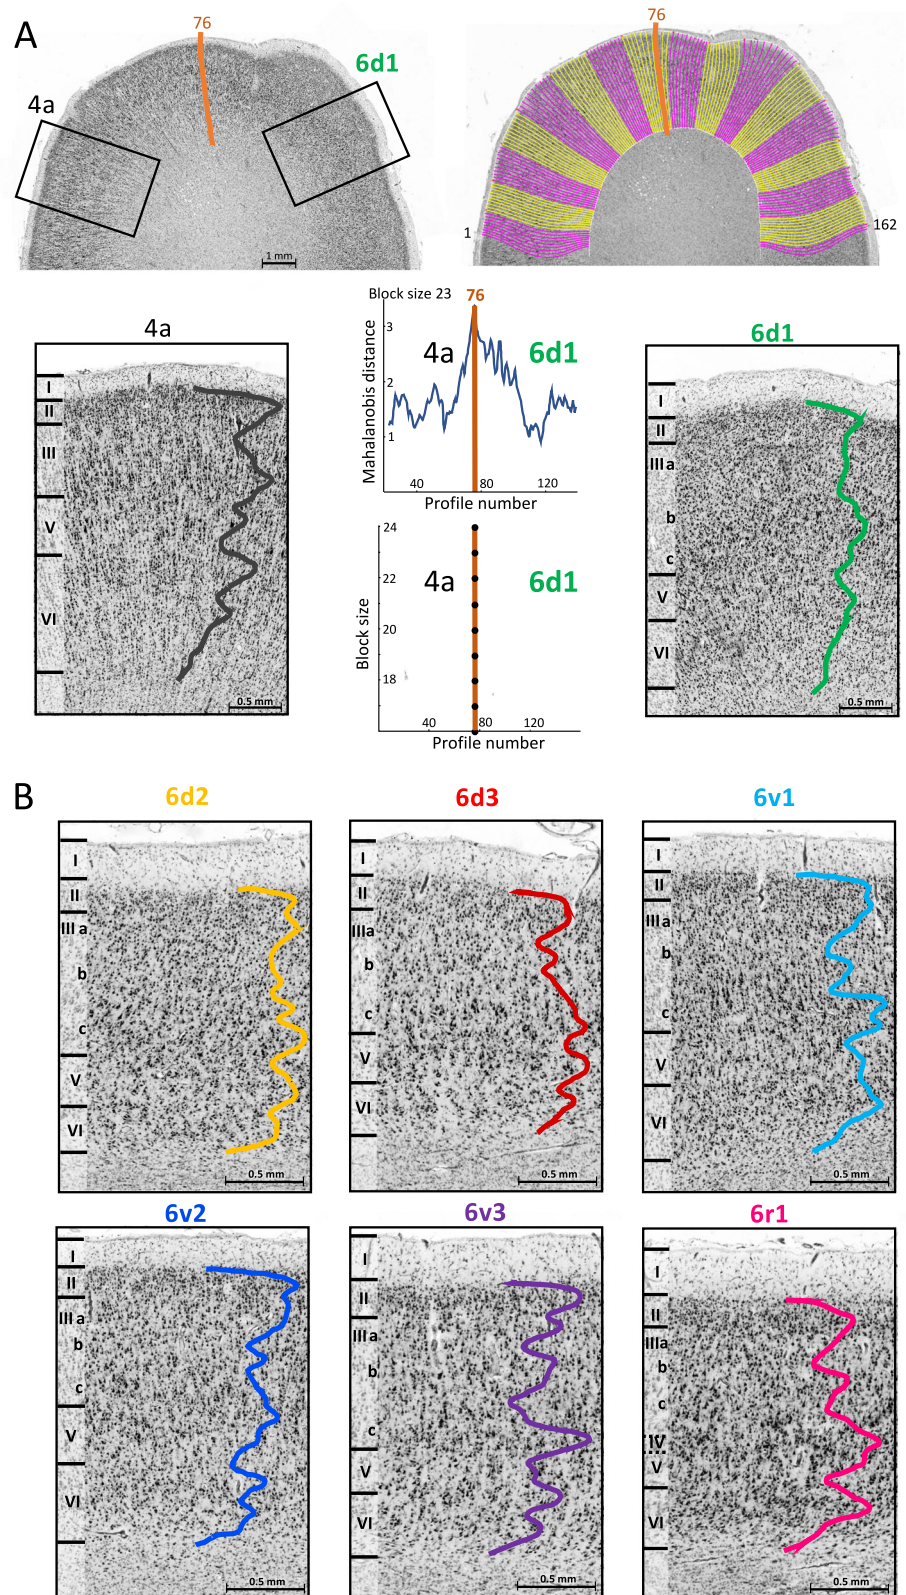 A
76
6d1
4a
1 mm
76
1
162
4a
I
II
III
V
VI
0.5 mm
Block size 23
76
Mahalanobis distance
3
2
1
4a
6d1
40
80
120
Profile number
24
22
20
18
Block size
4a
6d1
40
80
120
Profile number
6d1
I
II
III a
b
c
V
VI
0.5 mm
B
6d2
I
II
III a
b
c
V
VI
0.5 mm
6d3
I
II
IIIa
b
c
V
VI
0.5 mm
6v1
I
II
IIIa
b
c
V
VI
0.5 mm
6v2
I
II
III a
b
c
V
VI
0.5 mm
6v3
I
II
III a
b
c
V
VI
0.5 mm
6r1
I
II
IIIa
b
c
IV
V
VI
0.5 mm